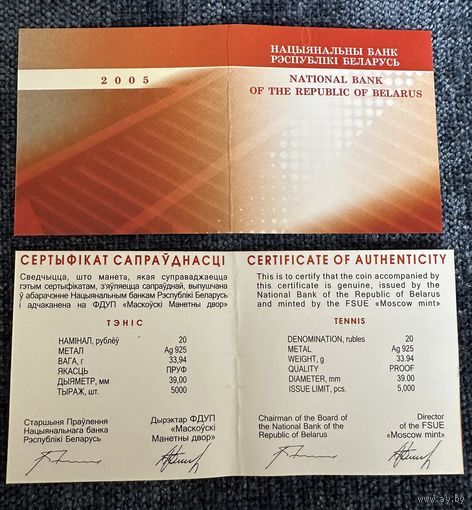 2005
НАЦЫЯНАЛЬНЫ БАНК
РЭСПУБЛІКІ БЕЛАРУСЬ
NATIONAL BANK
OF THE REPUBLIC OF BELARUS
СЕРТЫФІКАТ САПРАЎДНАСЦІ
Сведчыцца, што манета, якая суправаджаецца
гэтым сертыфікатам, з'яўляецца сапраўднай, выпушчана
ў абарачэнне Нацыянальным банкам Рэспублікі Беларусь
і адчаканена на ФДУП «Маскоўскі Манетны двор»
ТЭНІС
НАМІНАЛ, рублёў 20
МЕТАЛ Ag 925
ВАГА, г 33,94
ЯКАСЦЬ ПРУФ
ДЫЯМЕТР, мм 39,00
ТЫРАЖ, шт. 5000
Старшыня Праўлення
Нацыянальнага банка
Рэспублікі Беларусь
Дырэктар ФДУП
«Маскоўскі
Манетны двор»
CERTIFICATE OF AUTHENTICITY
This is to certify that the coin accompanied by
this certificate is genuine, issued by the
National Bank of the Republic of Belarus
and minted by the FSUE «Moscow mint»
TENNIS
DENOMINATION, rubles 20
METAL Ag 925
WEIGHT, g 33.94
QUALITY PROOF
DIAMETER, mm 39.00
ISSUE LIMIT, pcs. 5,000
Chairman of the Board of
the National Bank of the
Republic of Belarus
Director
of the FSUE
«Moscow mint»
www.ay.by